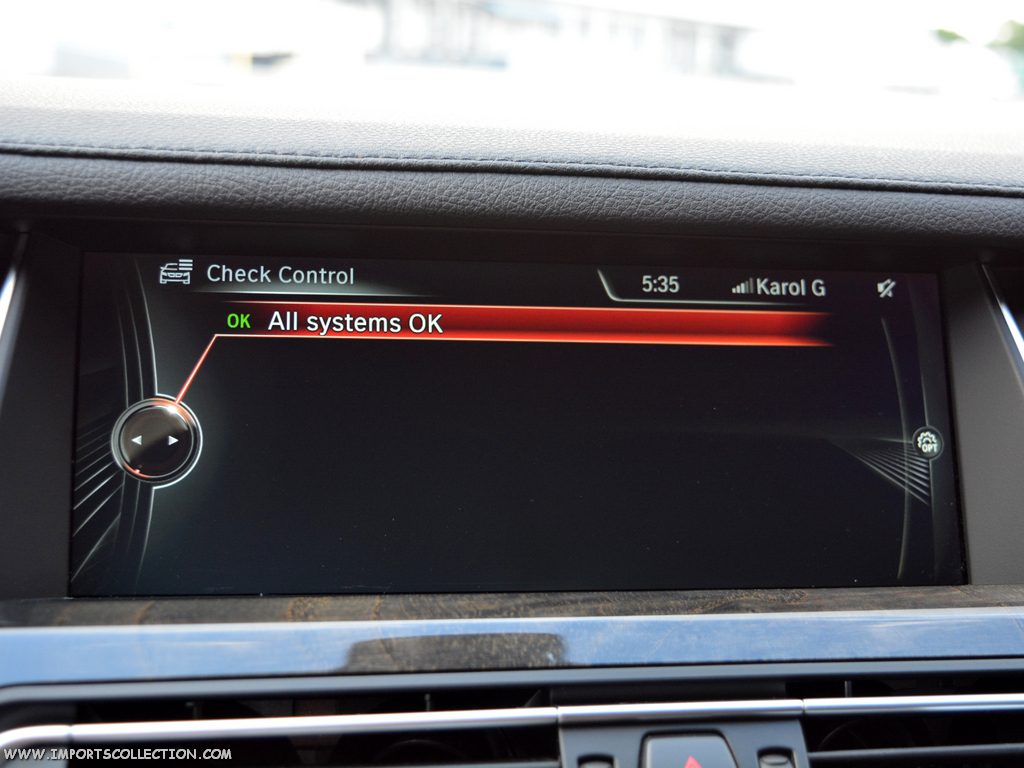 Check Control
5:35
Karol G
OK All systems OK
OPT
WWW.IMPORTSCOLLECTION.COM